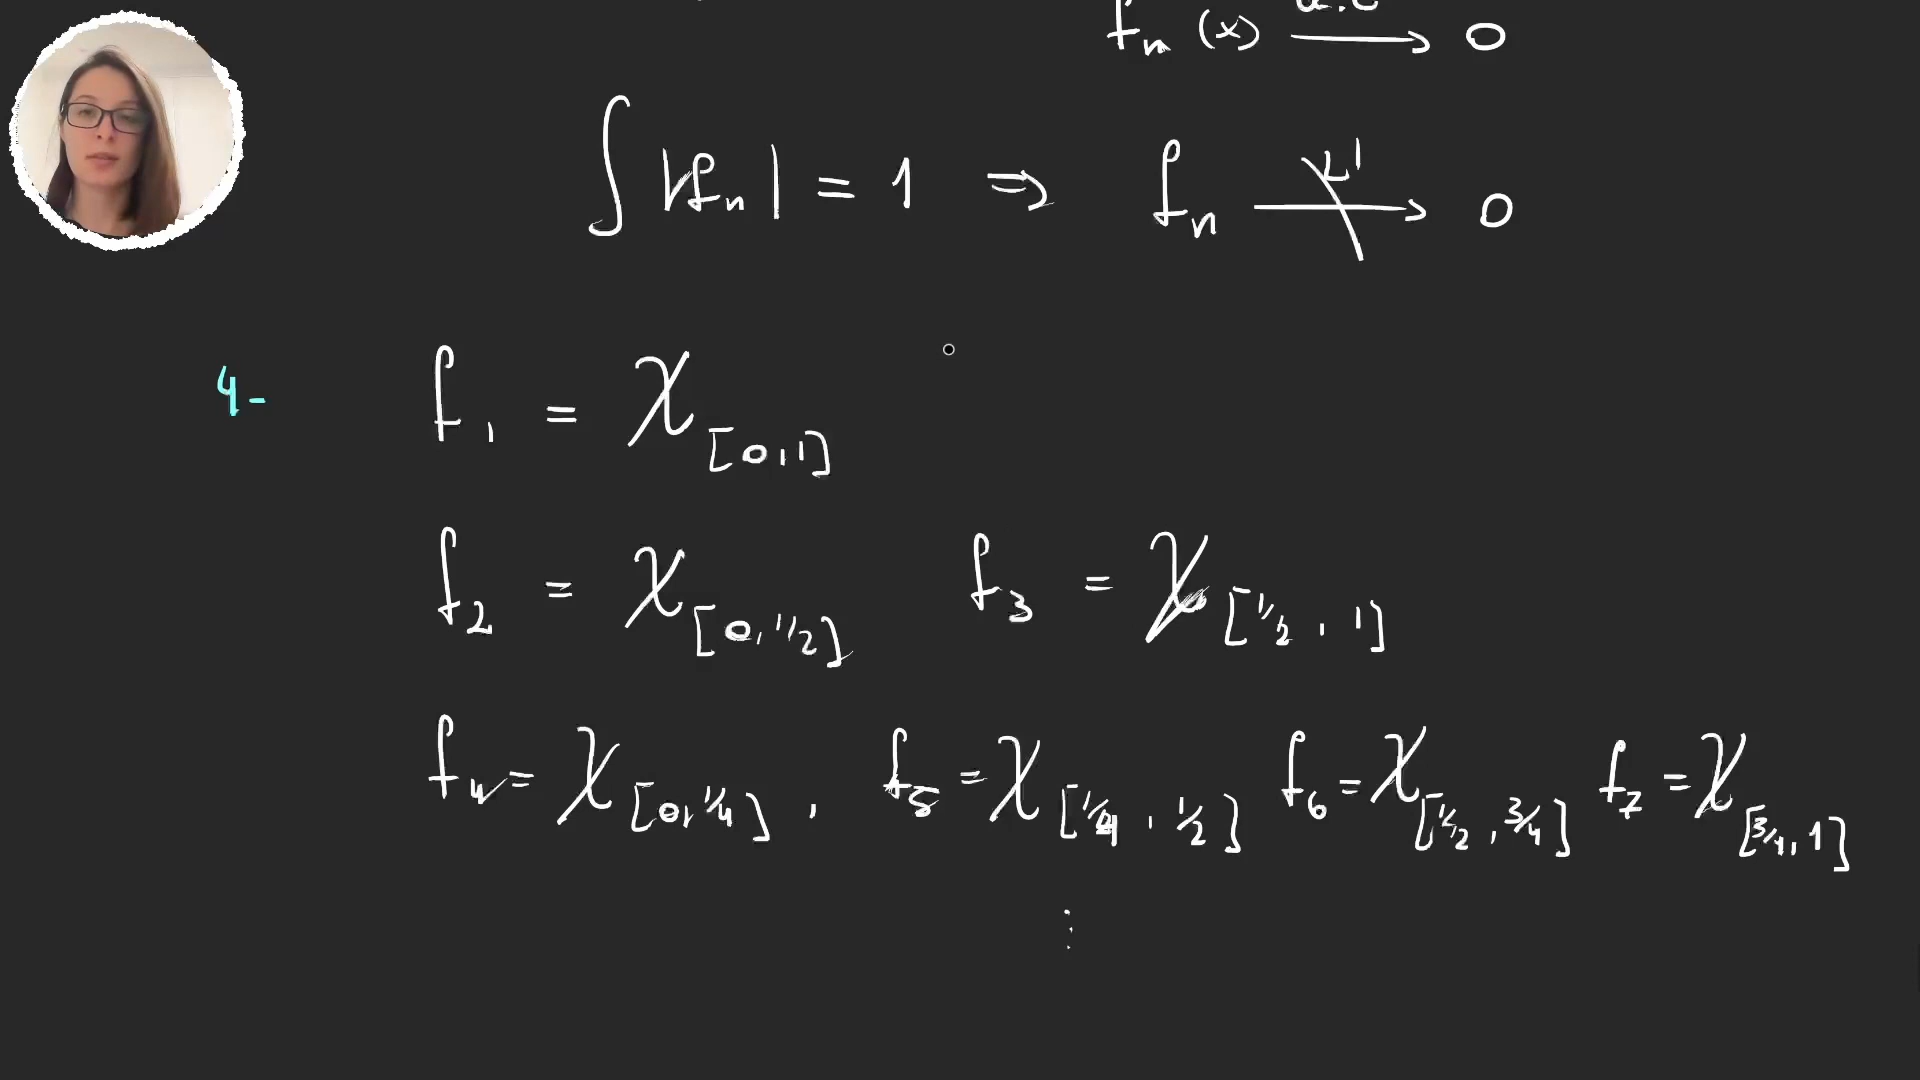 fₙ(x) —a.e→ 0
∫ |fₙ| = 1 ⇒ fₙ —L¹↛ 0
4- f₁ = χ_[0,1]
f₂ = χ_[0,1/2] f₃ = χ_[1/2, 1]
f₄ = χ_[0,1/4] , f₅ = χ_[1/4, 1/2] f₆ = χ_[1/2, 3/4] f₇ = χ_[3/4, 1]
⋮